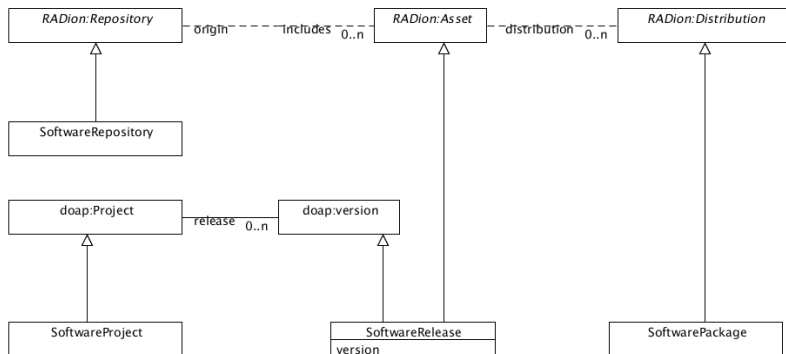 RADion:Repository
RADion:Asset
RADion:Distribution
origin
includes
0..n
distribution
0..n
SoftwareRepository
doap:Project
doap:version
release
0..n
SoftwareProject
SoftwareRelease
SoftwarePackage
version